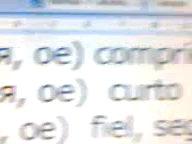 я, ое) compri
я, ое) curto
, ое) fiel, seg